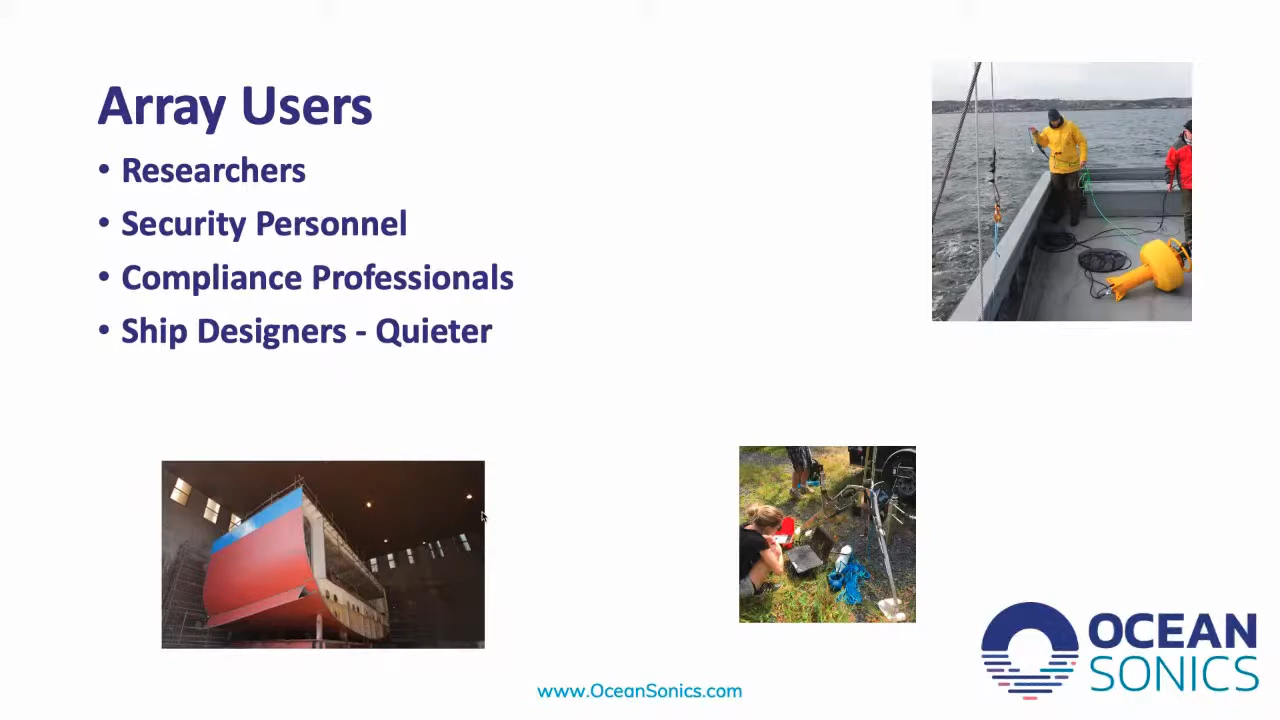 Array Users
• Researchers
• Security Personnel
• Compliance Professionals
• Ship Designers - Quieter
OCEAN
SONICS
www.OceanSonics.com